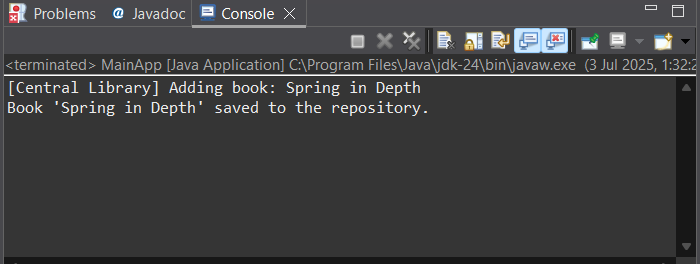 Problems @ Javadoc Console
<terminated> MainApp [Java Application] C:\Program Files\Java\jdk-24\bin\javaw.exe (3 Jul 2025, 1:32:2
[Central Library] Adding book: Spring in Depth
Book 'Spring in Depth' saved to the repository.